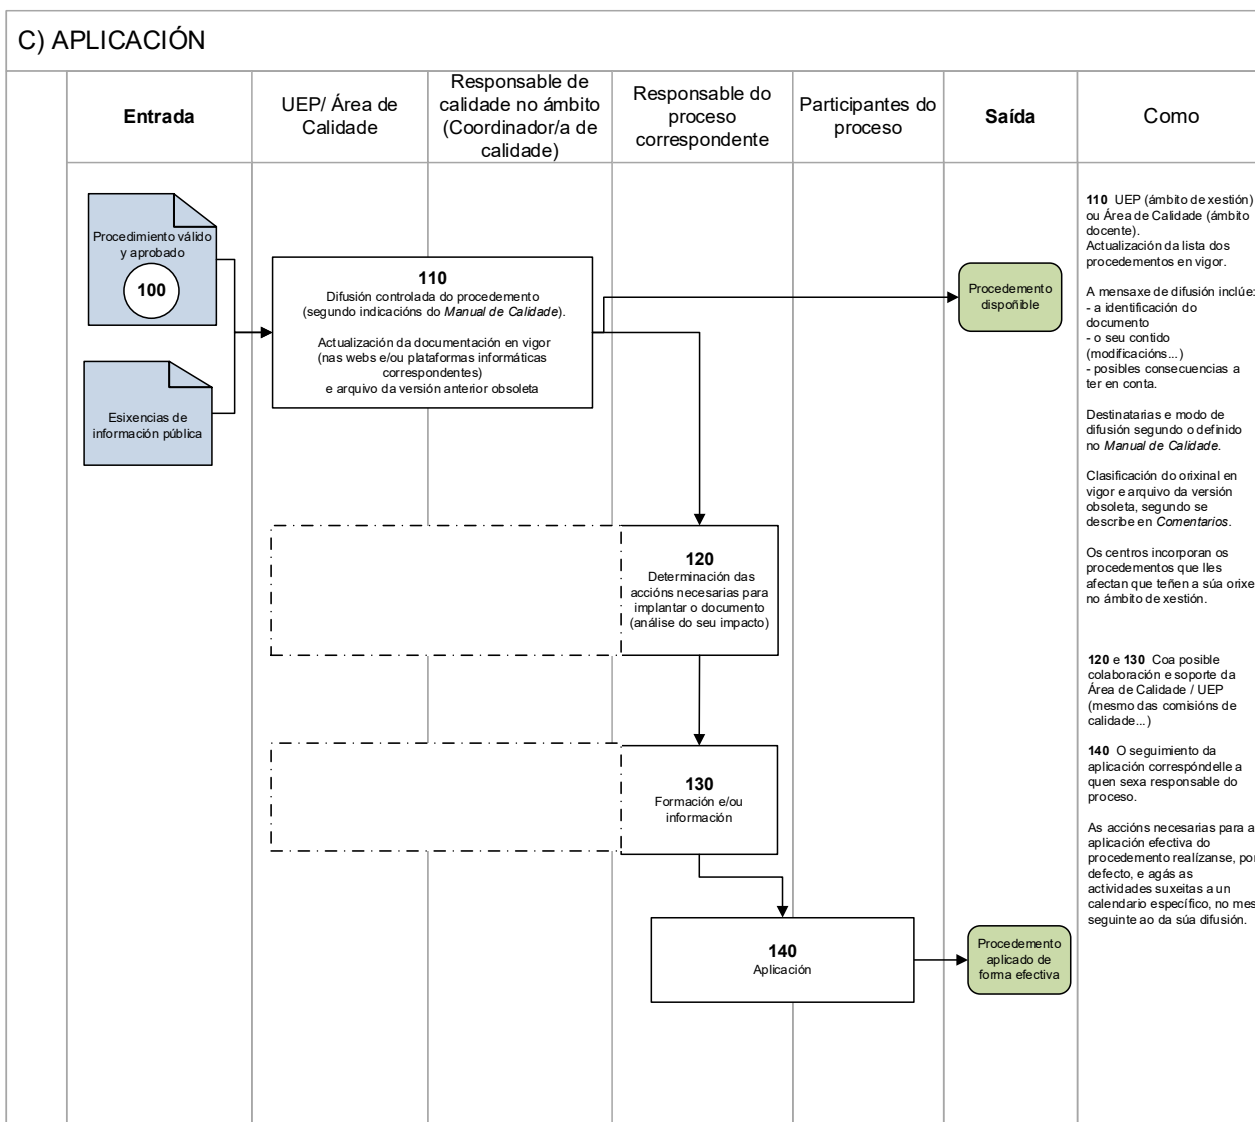 C) APLICACIÓN
Entrada
UEP/ Área de
Calidade
Responsable de
calidade no ámbito
(Coordinador/a de
calidade)
Responsable do
proceso
correspondente
Participantes do
proceso
Saída
Como
Procedimiento válido
y aprobado
100
Esixencias de
información pública
110
Difusión controlada do procedemento
(segundo indicacións do Manual de Calidade).
Actualización da documentación en vigor
(nas webs e/ou plataformas informáticas
correspondentes)
e arquivo da versión anterior obsoleta
Procedemento
dispoñible
120
Determinación das
accións necesarias para
implantar o documento
(análise do seu impacto)
130
Formación e/ou
información
140
Aplicación
Procedemento
aplicado de
forma efectiva
110 UEP (ámbito de xestión)
ou Área de Calidade (ámbito
docente).
Actualización da lista dos
procedementos en vigor.
A mensaxe de difusión inclúe:
- a identificación do
documento
- o seu contido
(modificacións...)
- posibles consecuencias a
ter en conta.
Destinatarias e modo de
difusión segundo o definido
no Manual de Calidade.
Clasificación do orixinal en
vigor e arquivo da versión
obsoleta, segundo se
describe en Comentarios.
Os centros incorporan os
procedementos que lles
afectan que teñen a súa orixe
no ámbito de xestión.
120 e 130 Coa posible
colaboración e soporte da
Área de Calidade / UEP
(mesmo das comisións de
calidade...)
140 O seguimiento da
aplicación correspóndelle a
quen sexa responsable do
proceso.
As accións necesarias para a
aplicación efectiva do
procedemento realízanse, por
defecto, e agás as
actividades suxeitas a un
calendario específico, no mes
seguinte ao da súa difusión.